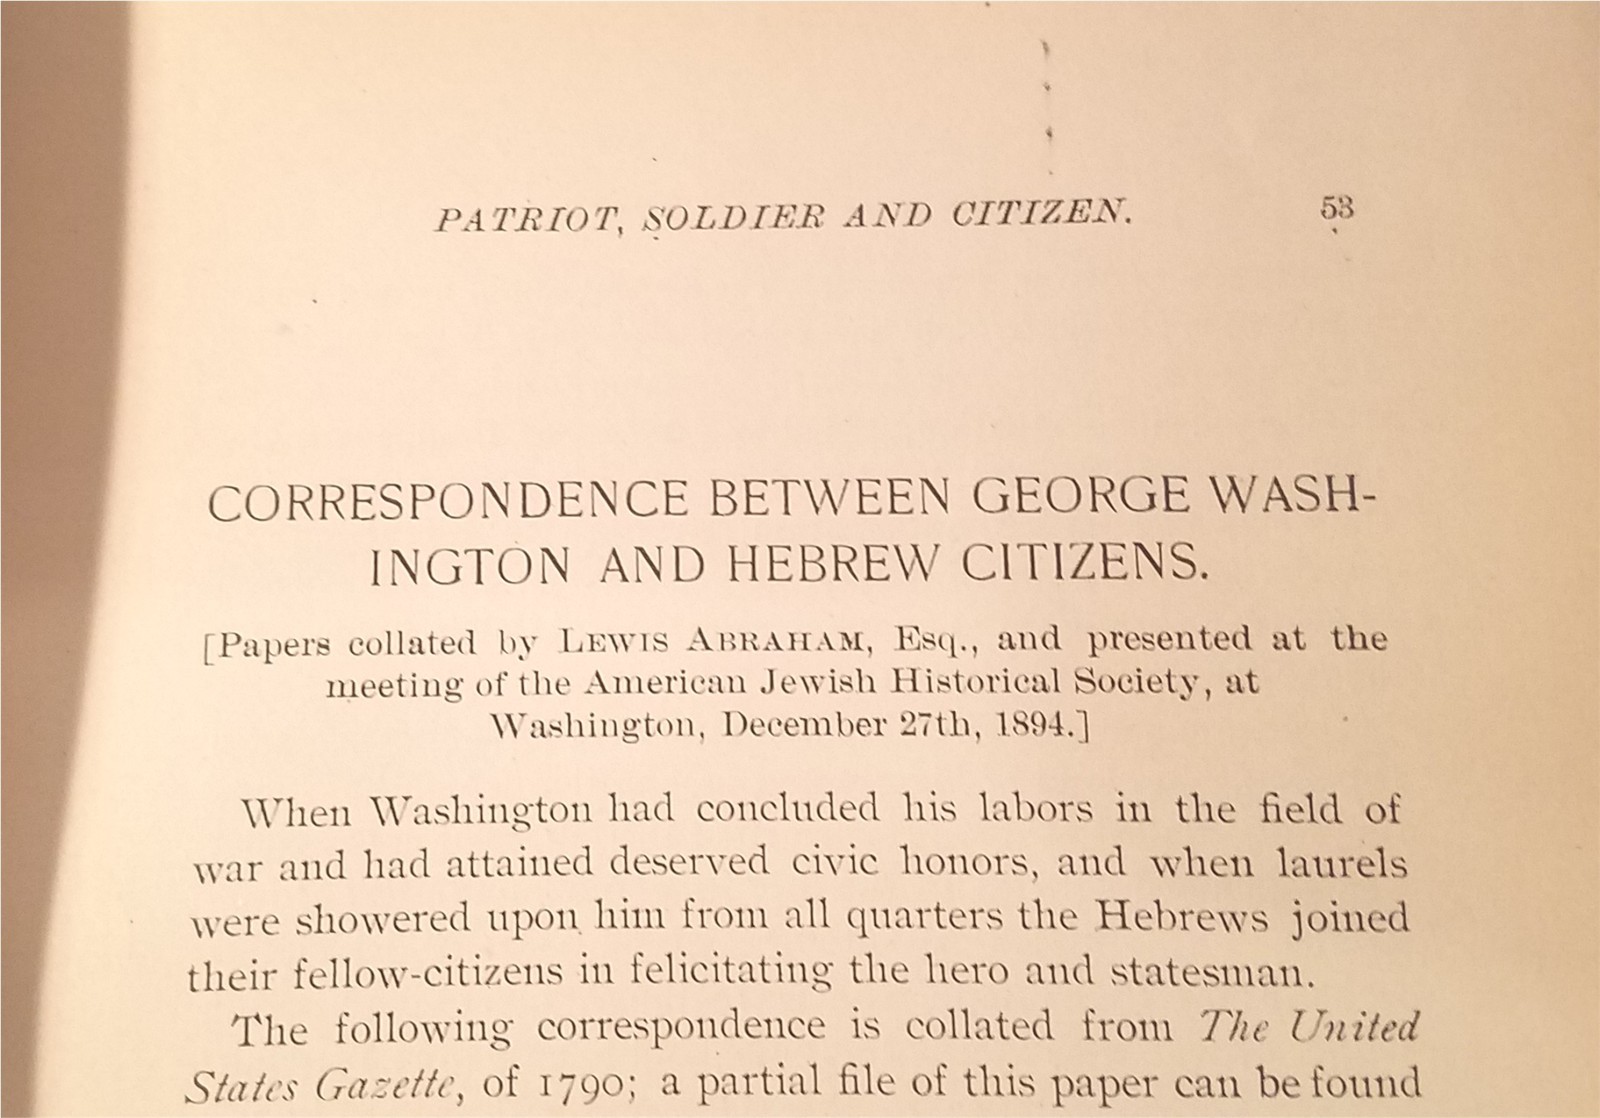 PATRIOT, SOLDIER AND CITIZEN. 53
CORRESPONDENCE BETWEEN GEORGE WASH-
INGTON AND HEBREW CITIZENS.
[Papers collated by LEWIS ABRAHAM, Esq., and presented at the
meeting of the American Jewish Historical Society, at
Washington, December 27th, 1894.]
When Washington had concluded his labors in the field of
war and had attained deserved civic honors, and when laurels
were showered upon him from all quarters the Hebrews joined
their fellow-citizens in felicitating the hero and statesman.
The following correspondence is collated from The United
States Gazette, of 1790; a partial file of this paper can be found